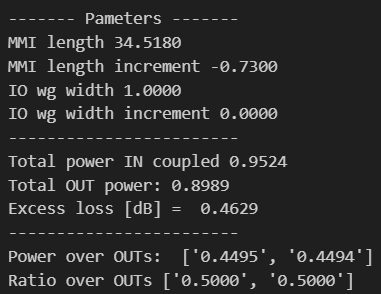 ------- Pameters -------
MMI length 34.5180
MMI length increment -0.7300
IO wg width 1.0000
IO wg width increment 0.0000
------------------------
Total power IN coupled 0.9524
Total OUT power: 0.8989
Excess loss [dB] =  0.4629
------------------------
Power over OUTs:  ['0.4495', '0.4494']
Ratio over OUTs ['0.5000', '0.5000']